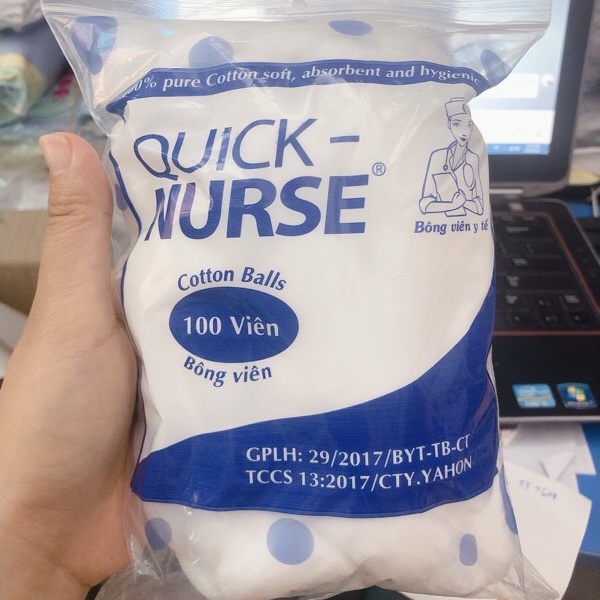 100% pure Cotton soft, absorbent and hygienic
QUICK -
NURSE®
Bông viên y tế
Cotton Balls
100 Viên
Bông viên
GPLH: 29/2017/BYT-TB-CT
TCCS 13:2017/CTY.YAHON